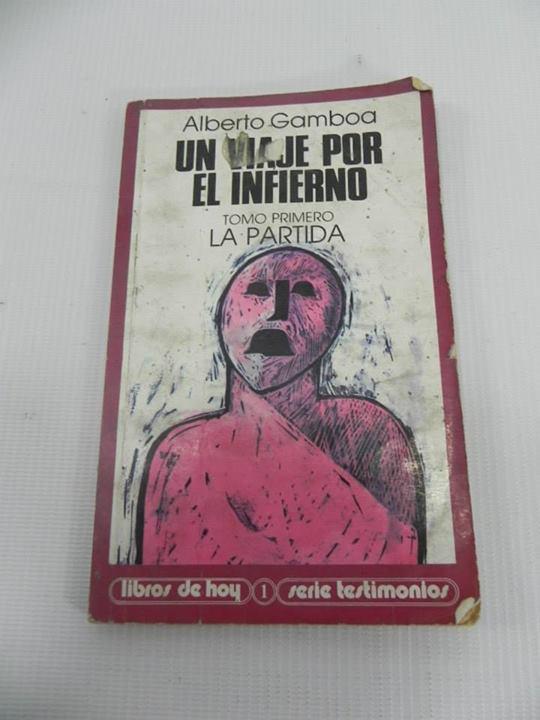 Alberto Gamboa
UN VIAJE POR
EL INFIERNO
TOMO PRIMERO
LA PARTIDA
libros de hoy 1 serie testimonios